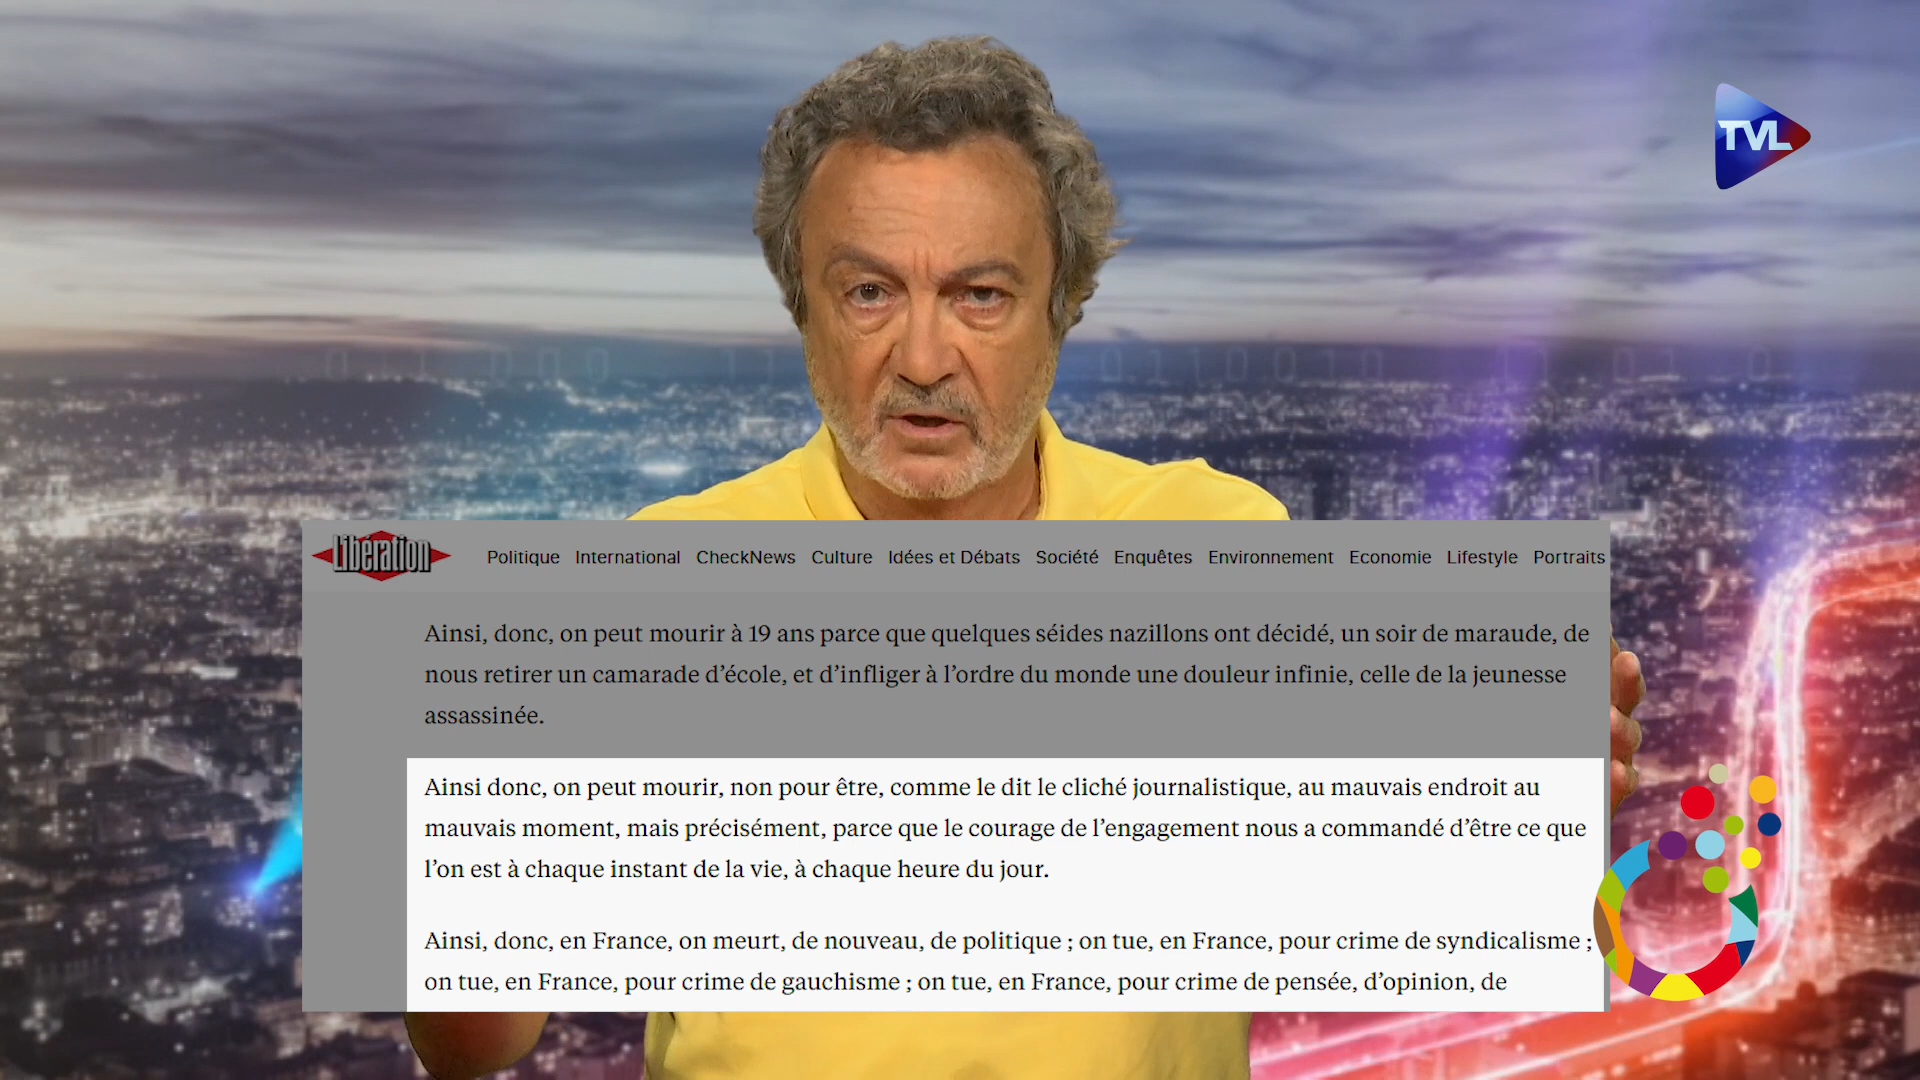 TVL
Libération
Politique International CheckNews Culture Idées et Débats Société Enquêtes Environnement Economie Lifestyle Portraits
Ainsi, donc, on peut mourir à 19 ans parce que quelques séides nazillons ont décidé, un soir de maraude, de
nous retirer un camarade d’école, et d’infliger à l’ordre du monde une douleur infinie, celle de la jeunesse
assassinée.
Ainsi donc, on peut mourir, non pour être, comme le dit le cliché journalistique, au mauvais endroit au
mauvais moment, mais précisément, parce que le courage de l’engagement nous a commandé d’être ce que
l’on est à chaque instant de la vie, à chaque heure du jour.
Ainsi, donc, en France, on meurt, de nouveau, de politique ; on tue, en France, pour crime de syndicalisme ;
on tue, en France, pour crime de gauchisme ; on tue, en France, pour crime de pensée, d’opinion, de